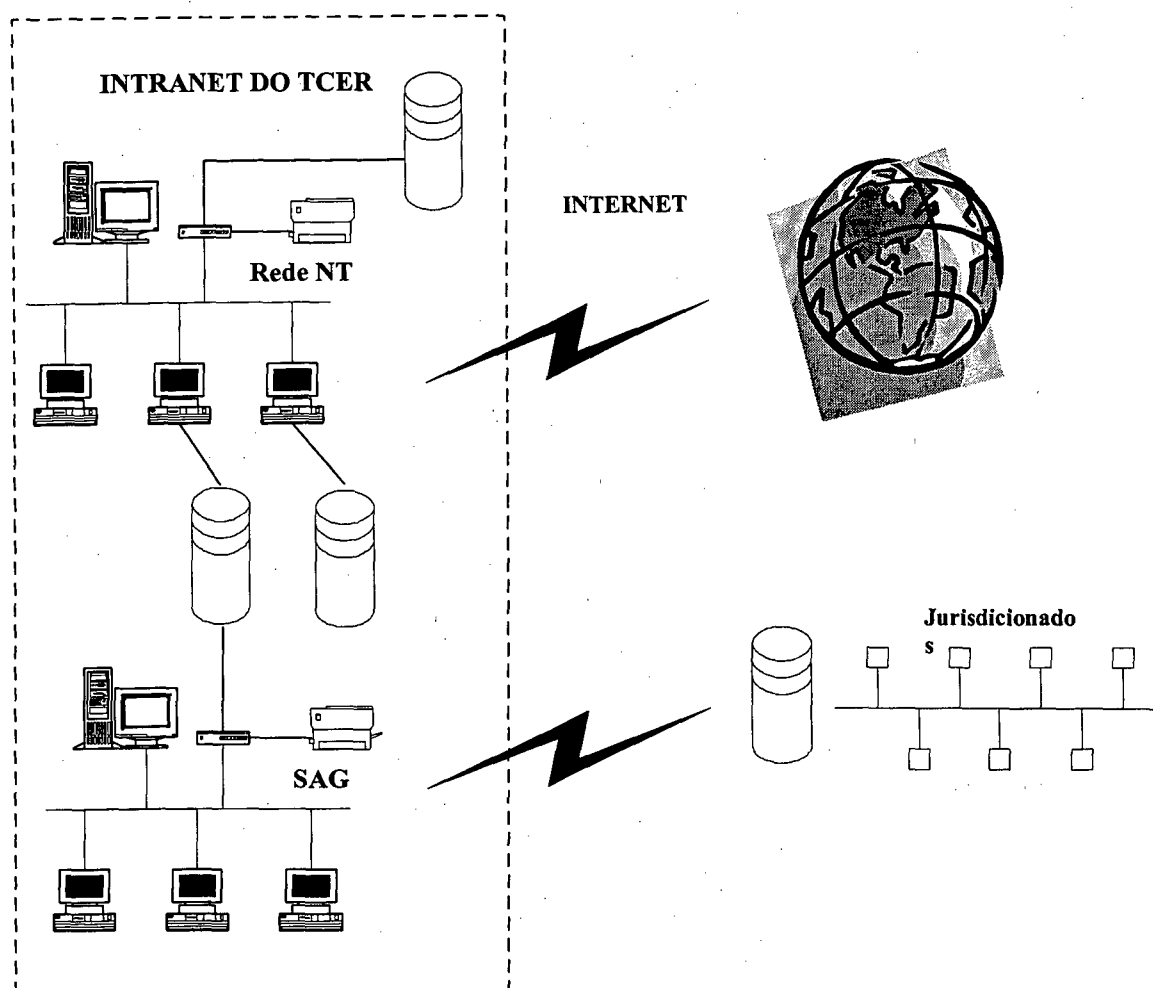 INTRANET DO TCER
INTERNET
Rede NT
Jurisdicionado
s
SAG